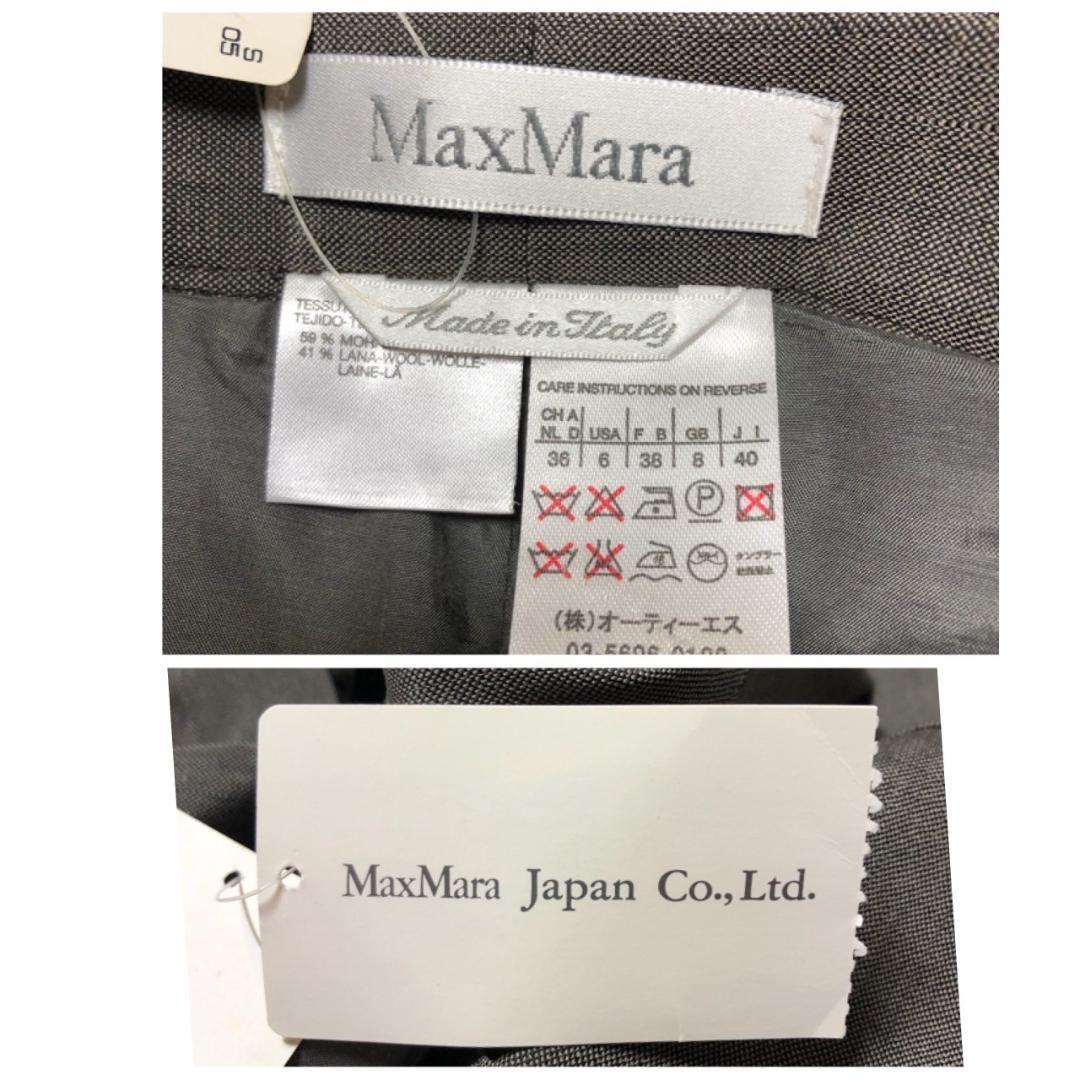 S
05
MaxMara
Made in Italy
TESSU
TEJIDO-T
59 % MOH
41 % LANA-WOOL-WOLLE-
LAINE-LÃ
CARE INSTRUCTIONS ON REVERSE
CH A
NL D USA F B GB J I
36 6 38 8 40
P
タンブラー
乾燥禁止
(株)オーティーエス
MaxMara Japan Co.,Ltd.